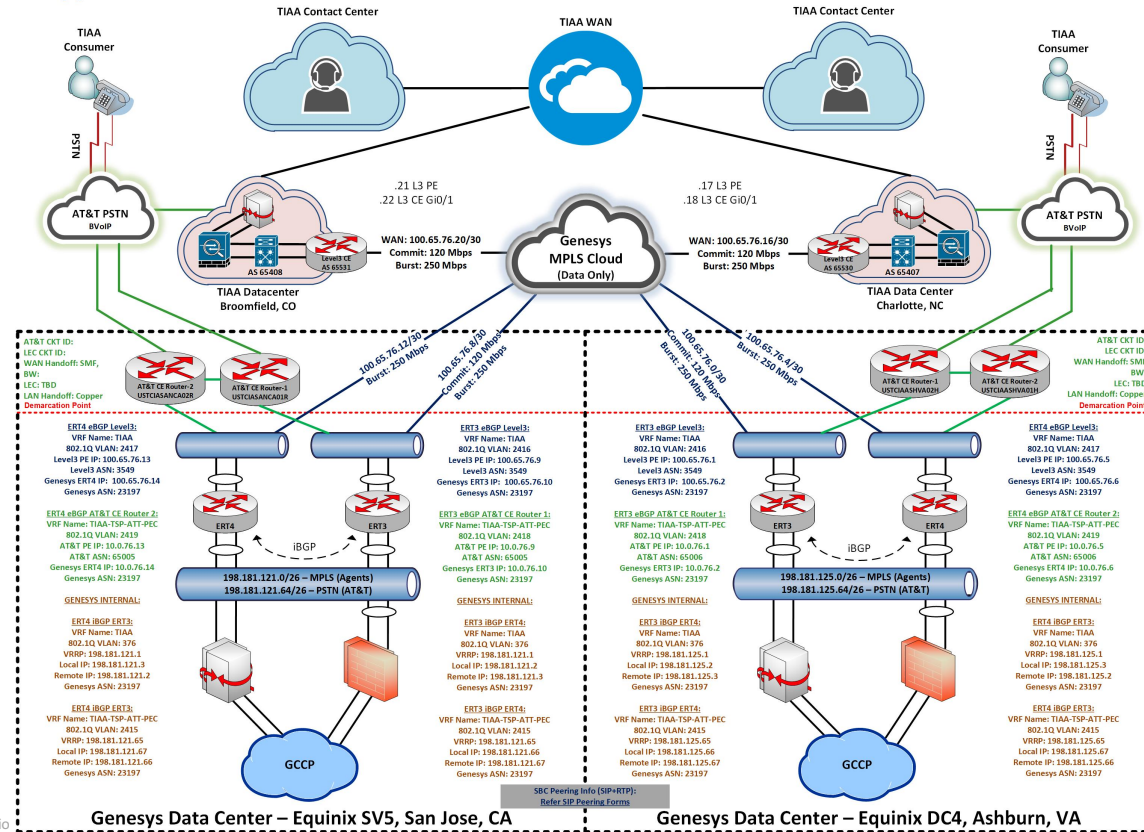 TIAA Contact Center
TIAA WAN
TIAA Contact Center
TIAA
Consumer
TIAA
Consumer
PSTN
PSTN
AT&T PSTN
BVoIP
AT&T PSTN
BVoIP
.21 L3 PE
.22 L3 CE Gi0/1
.17 L3 PE
.18 L3 CE Gi0/1
Genesys
MPLS Cloud
(Data Only)
WAN: 100.65.76.20/30
Commit: 120 Mbps
Burst: 250 Mbps
WAN: 100.65.76.16/30
Commit: 120 Mbps
Burst: 250 Mbps
Level3 CE
AS 65531
AS 65408
TIAA Datacenter
Broomfield, CO
Level3 CE
AS 65530
AS 65407
TIAA Data Center
Charlotte, NC
100.65.76.12/30
Burst: 250 Mbps
100.65.76.8/30
Commit: 120 Mbps
Burst: 250 Mbps
100.65.76.0/30
Commit: 120 Mbps
Burst: 250 Mbps
100.65.76.4/30
Burst: 250 Mbps
AT&T CKT ID:
LEC CKT ID:
WAN Handoff: SMF,
BW:
LEC: TBD
LAN Handoff: Copper
Demarcation Point
AT&T CE Router-2
USTCIASANCA02R
AT&T CE Router-1
USTCIASANCA01R
AT&T CE Router-1
USTCIAASHVA02H
AT&T CE Router-2
USTCIAASHVA01H
AT&T CKT ID
LEC CKT ID:
WAN Handoff: SMF
BW:
LEC: TBD
LAN Handoff: Copper
Demarcation Point
ERT4 eBGP Level3:
VRF Name: TIAA
802.1Q VLAN: 2417
Level3 PE IP: 100.65.76.13
Level3 ASN: 3549
Genesys ERT4 IP: 100.65.76.14
Genesys ASN: 23197
ERT4 eBGP AT&T CE Router 2:
VRF Name: TIAA-TSP-ATT-PEC
802.1Q VLAN: 2419
AT&T PE IP: 10.0.76.13
AT&T ASN: 65005
Genesys ERT4 IP: 10.0.76.14
Genesys ASN: 23197
GENESYS INTERNAL:
ERT4 iBGP ERT3:
VRF Name: TIAA
802.1Q VLAN: 376
VRRP: 198.181.121.1
Local IP: 198.181.121.3
Remote IP: 198.181.121.2
Genesys ASN: 23197
ERT4 iBGP ERT3:
VRF Name: TIAA-TSP-ATT-PEC
802.1Q VLAN: 2415
VRRP: 198.181.121.65
Local IP: 198.181.121.67
Remote IP: 198.181.121.66
Genesys ASN: 23197
ERT4
ERT3
iBGP
198.181.121.0/26 – MPLS (Agents)
198.181.121.64/26 – PSTN (AT&T)
GCCP
ERT3 eBGP Level3:
VRF Name: TIAA
802.1Q VLAN: 2416
Level3 PE IP: 100.65.76.9
Level3 ASN: 3549
Genesys ERT3 IP: 100.65.76.10
Genesys ASN: 23197
ERT3 eBGP AT&T CE Router 1:
VRF Name: TIAA-TSP-ATT-PEC
802.1Q VLAN: 2418
AT&T PE IP: 10.0.76.9
AT&T ASN: 65005
Genesys ERT3 IP: 10.0.76.10
Genesys ASN: 23197
GENESYS INTERNAL:
ERT3 iBGP ERT4:
VRF Name: TIAA
802.1Q VLAN: 376
VRRP: 198.181.121.1
Local IP: 198.181.121.2
Remote IP: 198.181.121.3
Genesys ASN: 23197
ERT3 iBGP ERT4:
VRF Name: TIAA-TSP-ATT-PEC
802.1Q VLAN: 2415
VRRP: 198.181.121.65
Local IP: 198.181.121.66
Remote IP: 198.181.121.67
Genesys ASN: 23197
ERT3 eBGP Level3:
VRF Name: TIAA
802.1Q VLAN: 2416
Level3 PE IP: 100.65.76.1
Level3 ASN: 3549
Genesys ERT3 IP: 100.65.76.2
Genesys ASN: 23197
ERT3 eBGP AT&T CE Router 1:
VRF Name: TIAA-TSP-ATT-PEC
802.1Q VLAN: 2418
AT&T PE IP: 10.0.76.1
AT&T ASN: 65006
Genesys ERT3 IP: 10.0.76.2
Genesys ASN: 23197
GENESYS INTERNAL:
ERT3 iBGP ERT4:
VRF Name: TIAA
802.1Q VLAN: 376
VRRP: 198.181.125.1
Local IP: 198.181.125.2
Remote IP: 198.181.125.3
Genesys ASN: 23197
ERT3 iBGP ERT4:
VRF Name: TIAA-TSP-ATT-PEC
802.1Q VLAN: 2415
VRRP: 198.181.125.65
Local IP: 198.181.125.66
Remote IP: 198.181.125.67
Genesys ASN: 23197
ERT3
ERT4
iBGP
198.181.125.0/26 – MPLS (Agents)
198.181.125.64/26 – PSTN (AT&T)
GCCP
ERT4 eBGP Level3:
VRF Name: TIAA
802.1Q VLAN: 2417
Level3 PE IP: 100.65.76.5
Level3 ASN: 3549
Genesys ERT4 IP: 100.65.76.6
Genesys ASN: 23197
ERT4 eBGP AT&T CE Router 2:
VRF Name: TIAA-TSP-ATT-PEC
802.1Q VLAN: 2419
AT&T PE IP: 10.0.76.5
AT&T ASN: 65006
Genesys ERT4 IP: 10.0.76.6
Genesys ASN: 23197
GENESYS INTERNAL:
ERT4 iBGP ERT3:
VRF Name: TIAA
802.1Q VLAN: 376
VRRP: 198.181.125.1
Local IP: 198.181.125.3
Remote IP: 198.181.125.2
Genesys ASN: 23197
ERT4 iBGP ERT3:
VRF Name: TIAA-TSP-ATT-PEC
802.1Q VLAN: 2415
VRRP: 198.181.125.65
Local IP: 198.181.125.67
Remote IP: 198.181.125.66
Genesys ASN: 23197
SBC Peering Info (SIP+RTP):
Refer SIP Peering Forms
io
Genesys Data Center – Equinix SV5, San Jose, CA
Genesys Data Center – Equinix DC4, Ashburn, VA